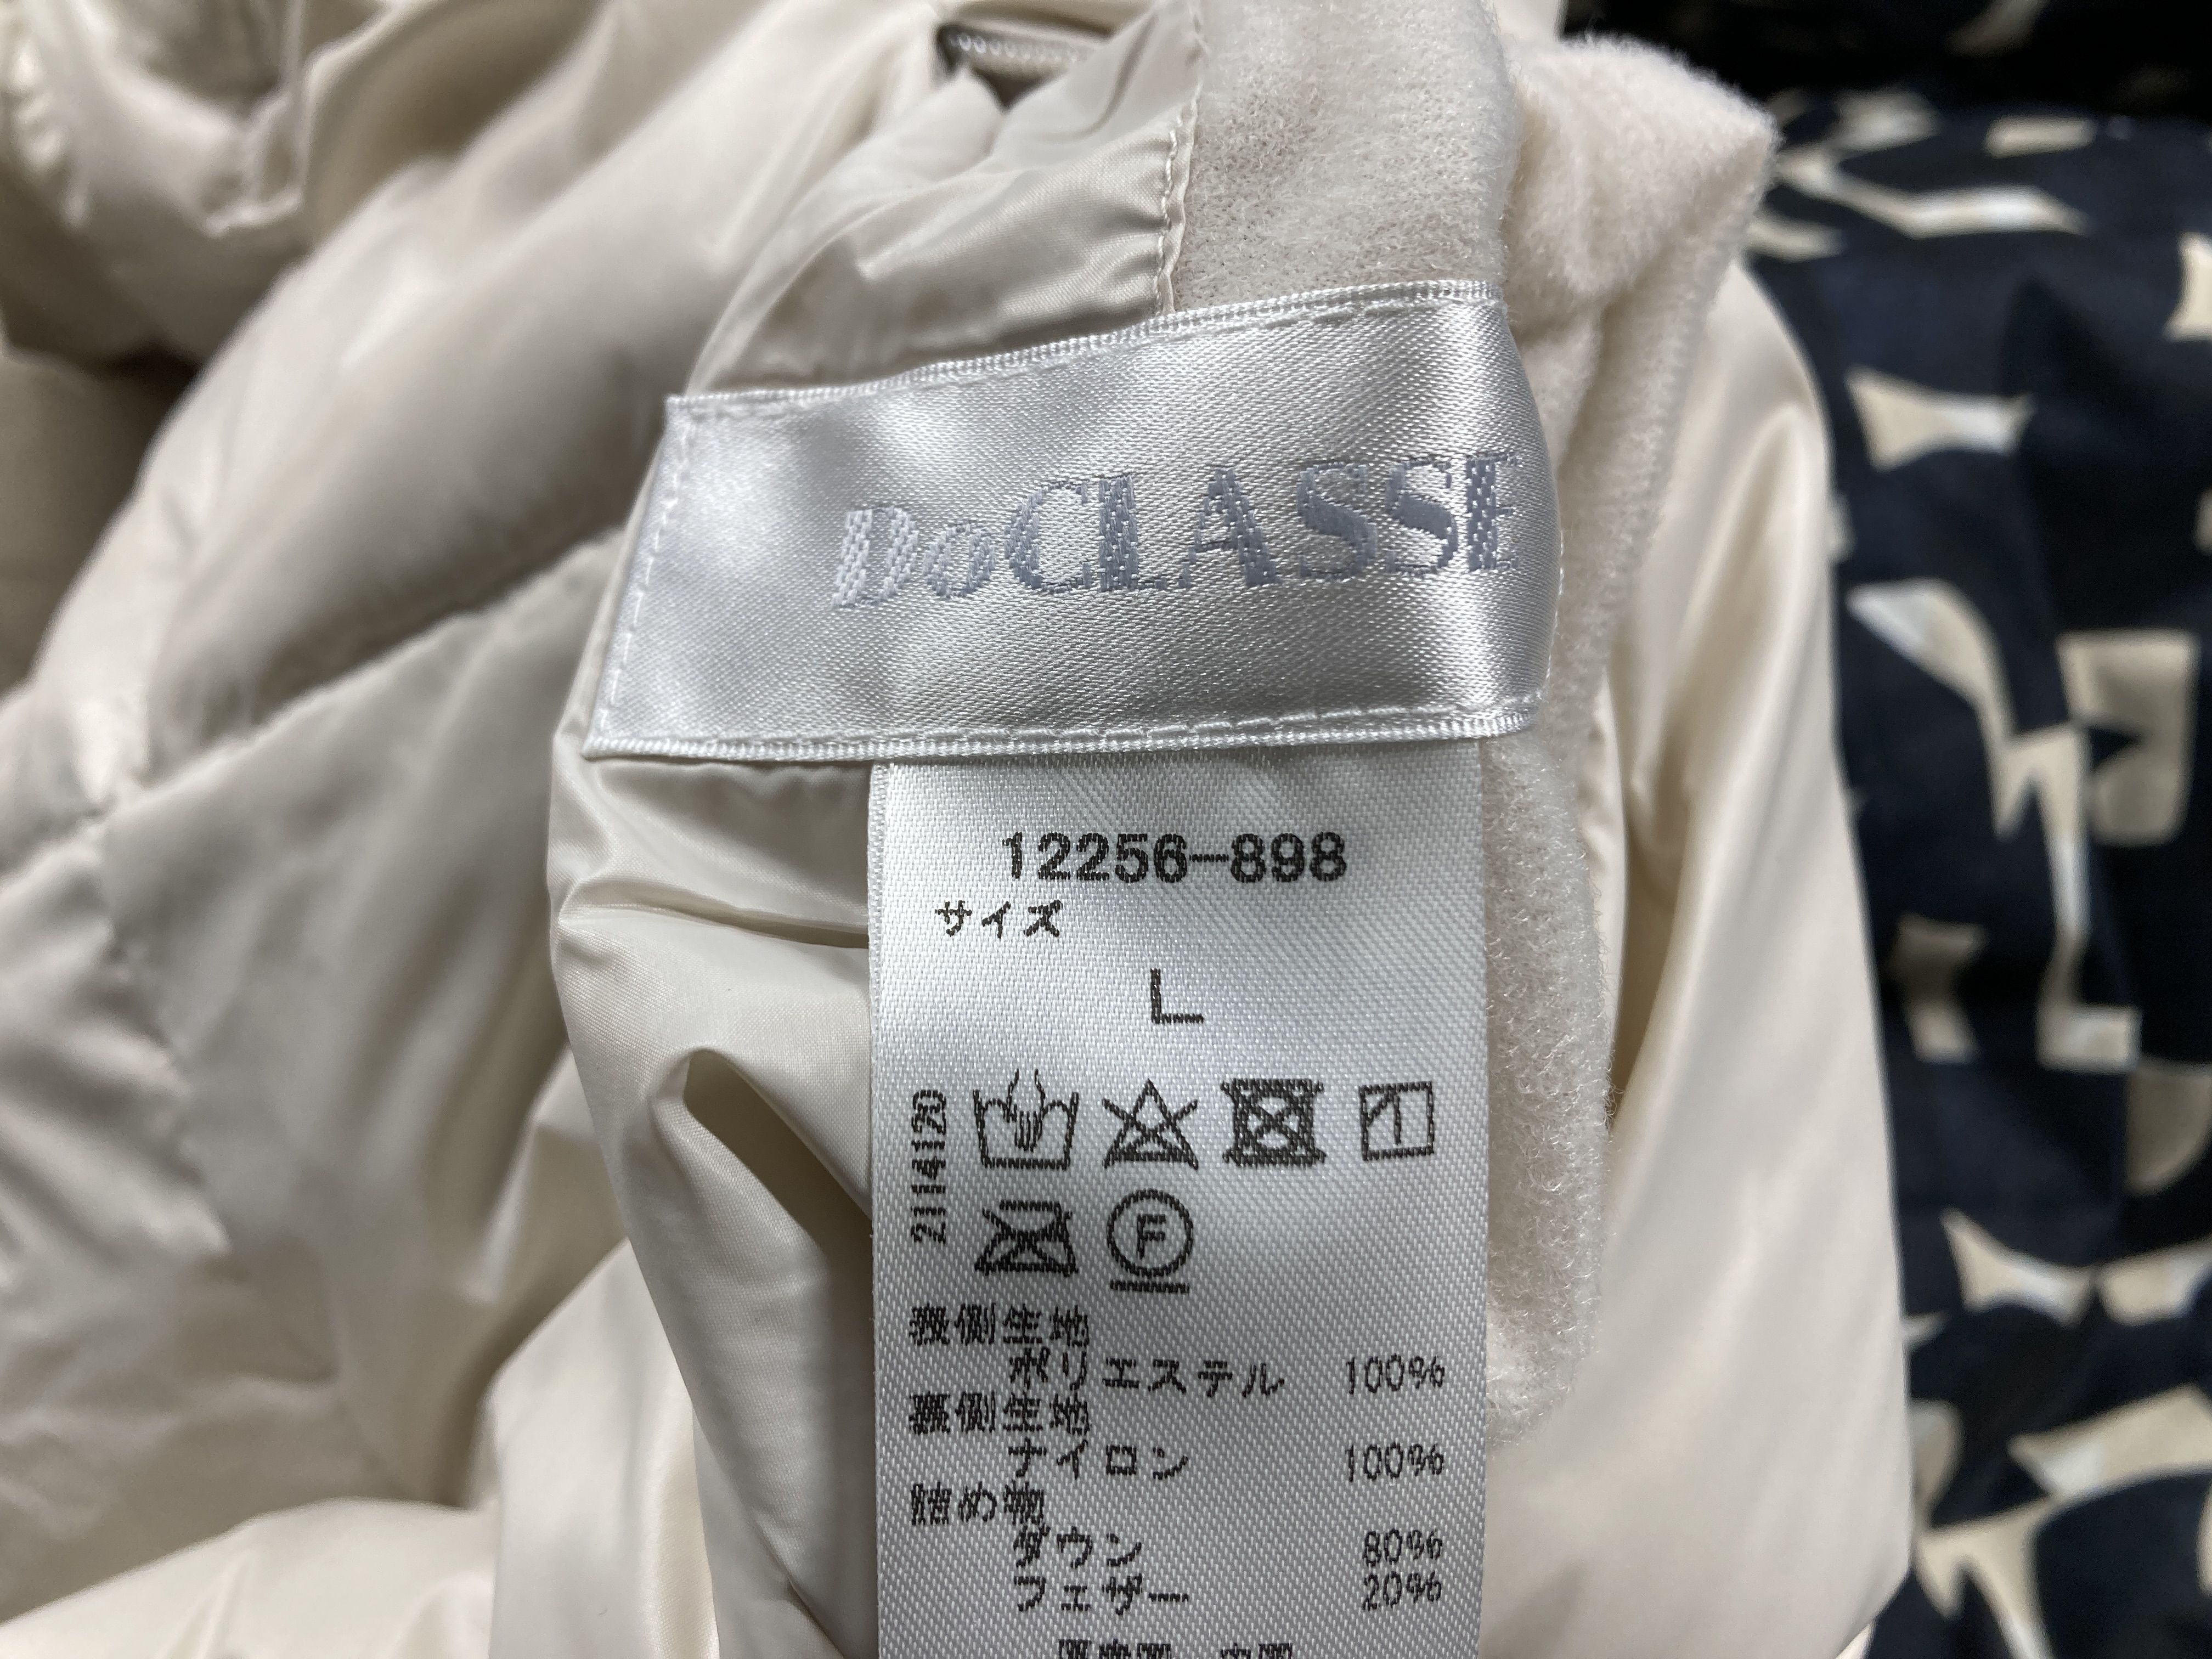 DoCLASSE
12256-898
サイズ
L
21141120
F
表側生地
ポリエステル 100%
裏側生地
ナイロン 100%
詰め物
ダウン 80%
フェザー 20%